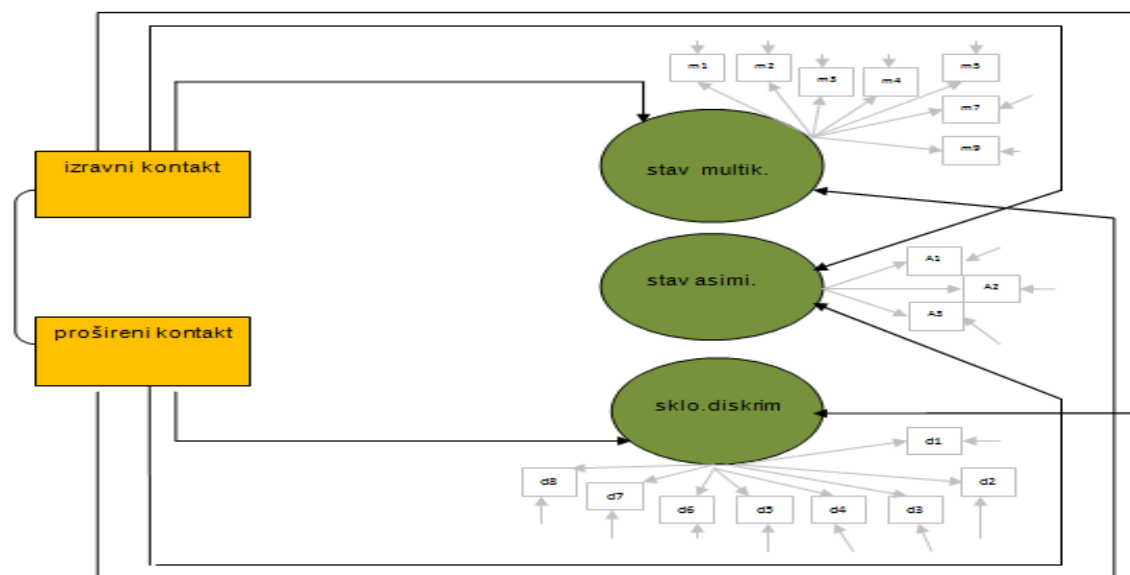 m1
m2
m3
m4
m5
m7
m9
izravni kontakt
stav multik.
stav asimi.
A1
A2
A3
prošireni kontakt
sklo.diskrim
d1
d2
d3
d4
d5
d6
d7
d8